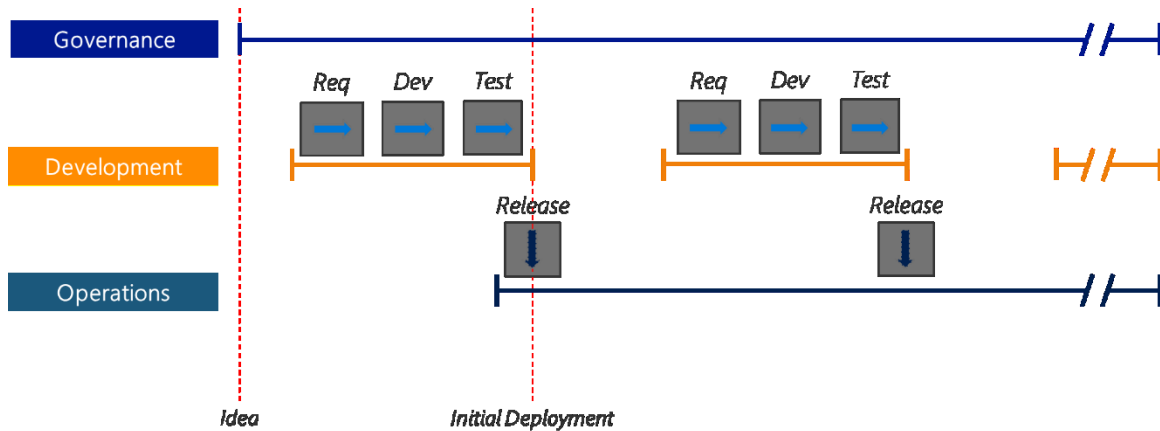 Governance
Req Dev Test Req Dev Test
Development
Release Release
Operations
Idea Initial Deployment